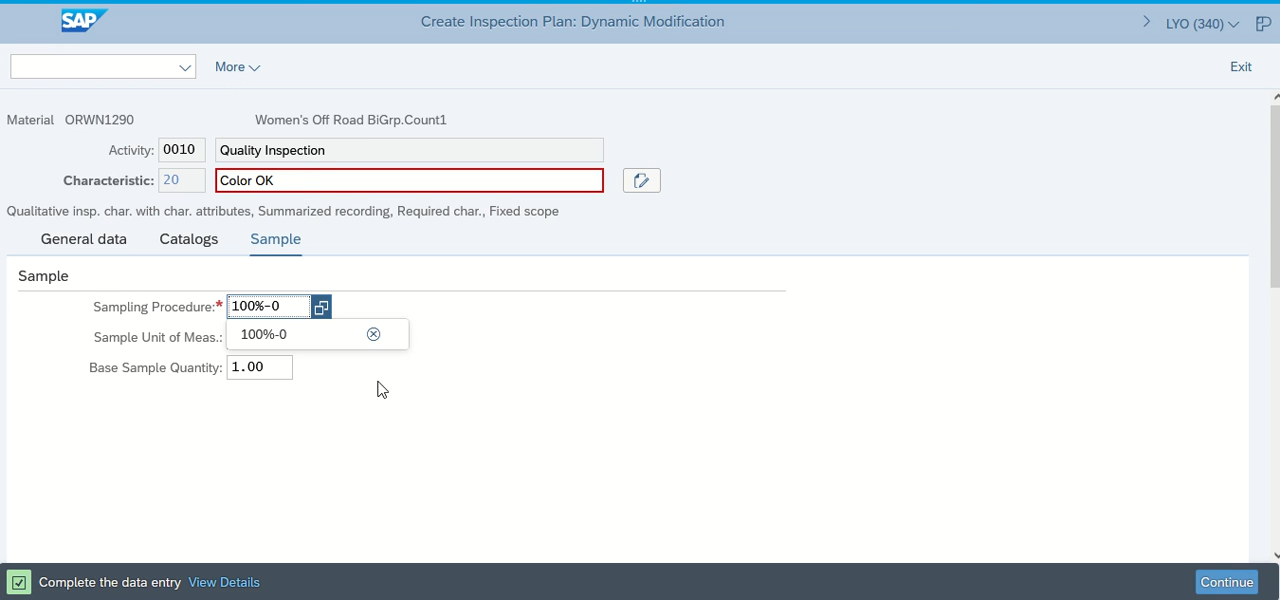 SAP
Create Inspection Plan: Dynamic Modification
LYO (340)
More
Exit
Material ORWN1290 Women's Off Road BiGrp.Count1
Activity: 0010 Quality Inspection
Characteristic: 20 Color OK
Qualitative insp. char. with char. attributes, Summarized recording, Required char., Fixed scope
General data Catalogs Sample
Sample
Sampling Procedure:* 100%-0
100%-0
Sample Unit of Meas.:
Base Sample Quantity: 1.00
Complete the data entry View Details
Continue